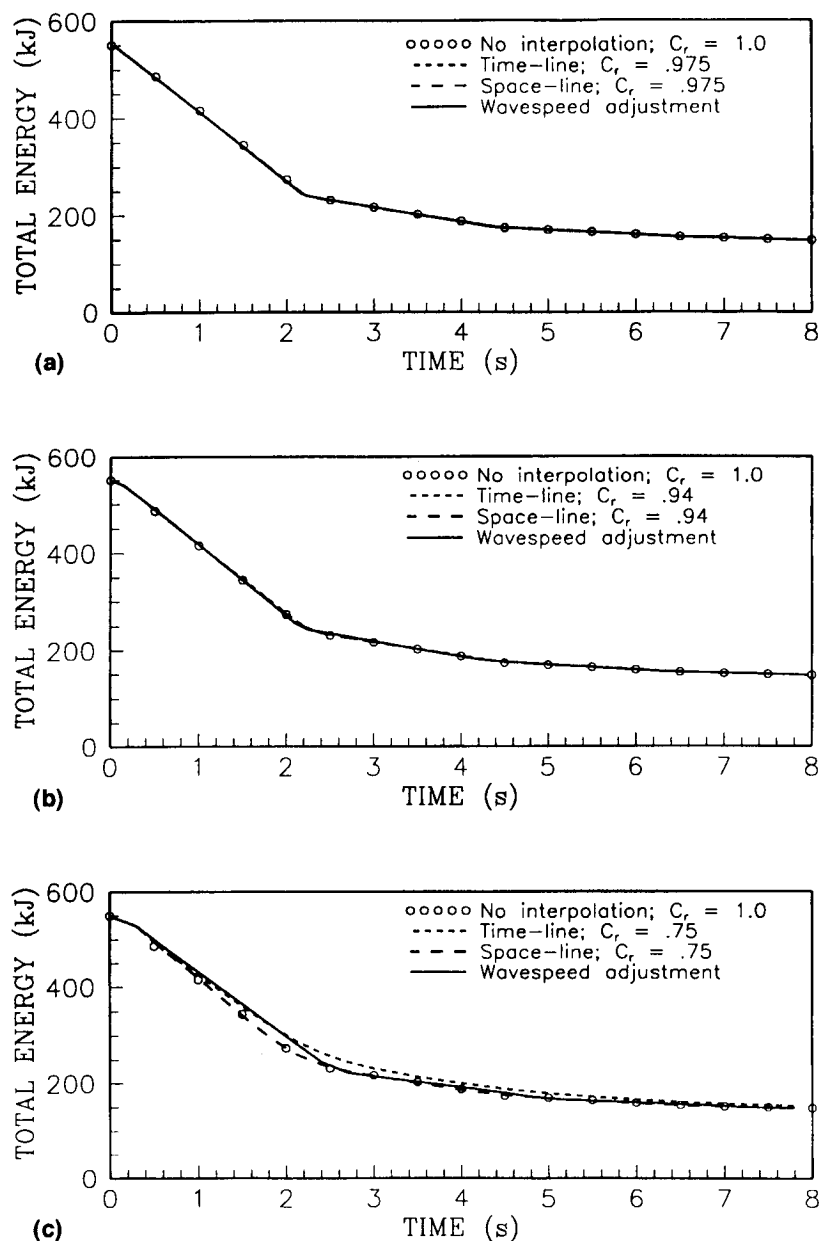 600
400
200
0
TOTAL ENERGY (kJ)
ooooo No interpolation; Cr = 1.0
Time-line; Cr = .975
Space-line; Cr = .975
Wavespeed adjustment
0 1 2 3 4 5 6 7 8
(a)
TIME (s)
600
400
200
0
TOTAL ENERGY (kJ)
ooooo No interpolation; Cr = 1.0
Time-line; Cr = .94
Space-line; Cr = .94
Wavespeed adjustment
0 1 2 3 4 5 6 7 8
(b)
TIME (s)
600
400
200
0
TOTAL ENERGY (kJ)
ooooo No interpolation; Cr = 1.0
Time-line; Cr = .75
Space-line; Cr = .75
Wavespeed adjustment
0 1 2 3 4 5 6 7 8
(c)
TIME (s)